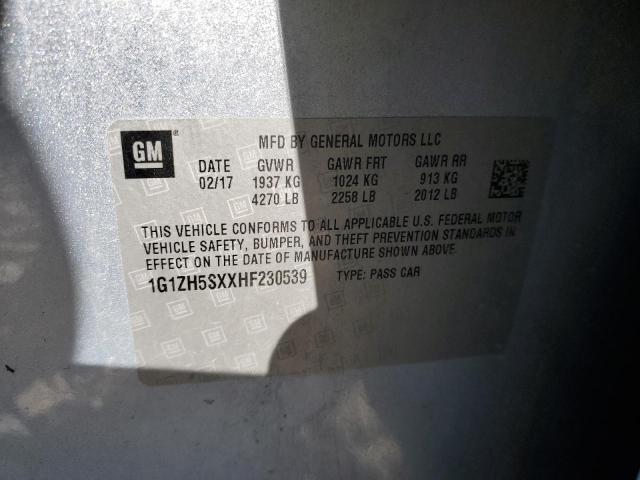 GM®
MFD BY GENERAL MOTORS LLC
DATE GVWR GAWR FRT GAWR RR
02/17 1937 KG 1024 KG 913 KG
4270 LB 2258 LB 2012 LB
THIS VEHICLE CONFORMS TO ALL APPLICABLE U.S. FEDERAL MOTOR
VEHICLE SAFETY, BUMPER, AND THEFT PREVENTION STANDARDS IN
EFFECT ON THE DATE OF MANUFACTURE SHOWN ABOVE.
1G1ZH5SXXHF230539 TYPE: PASS CAR